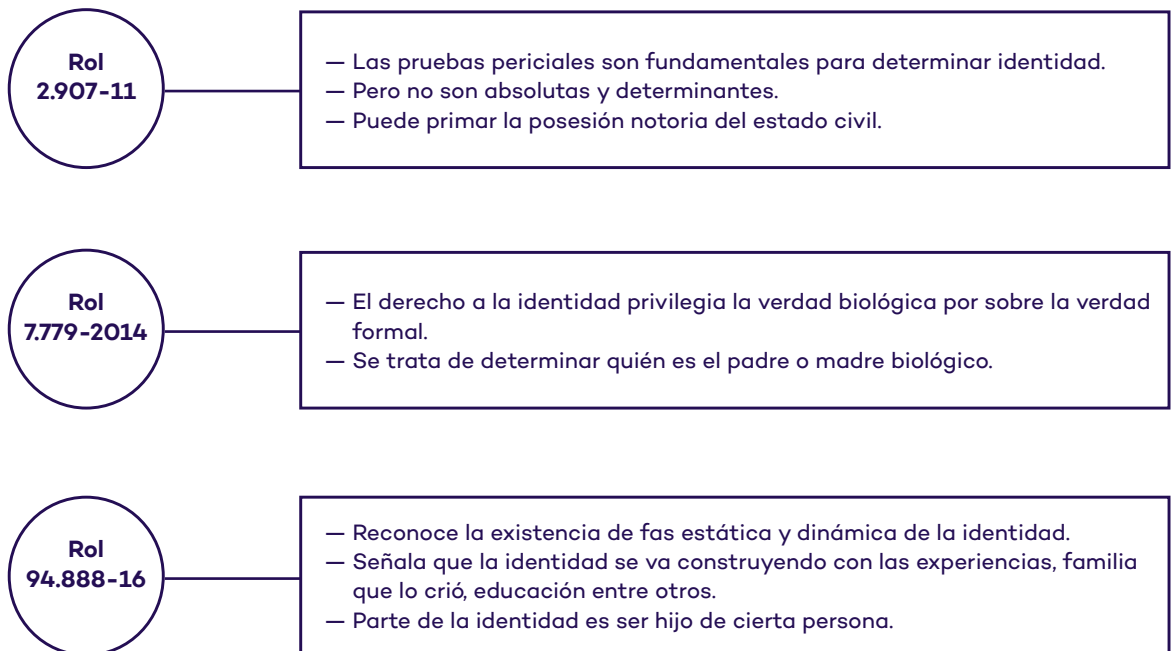 Rol
2.907-11
— Las pruebas periciales son fundamentales para determinar identidad.
— Pero no son absolutas y determinantes.
— Puede primar la posesión notoria del estado civil.
Rol
7.779-2014
— El derecho a la identidad privilegia la verdad biológica por sobre la verdad
formal.
— Se trata de determinar quién es el padre o madre biológico.
Rol
94.888-16
— Reconoce la existencia de fas estática y dinámica de la identidad.
— Señala que la identidad se va construyendo con las experiencias, familia
que lo crió, educación entre otros.
— Parte de la identidad es ser hijo de cierta persona.